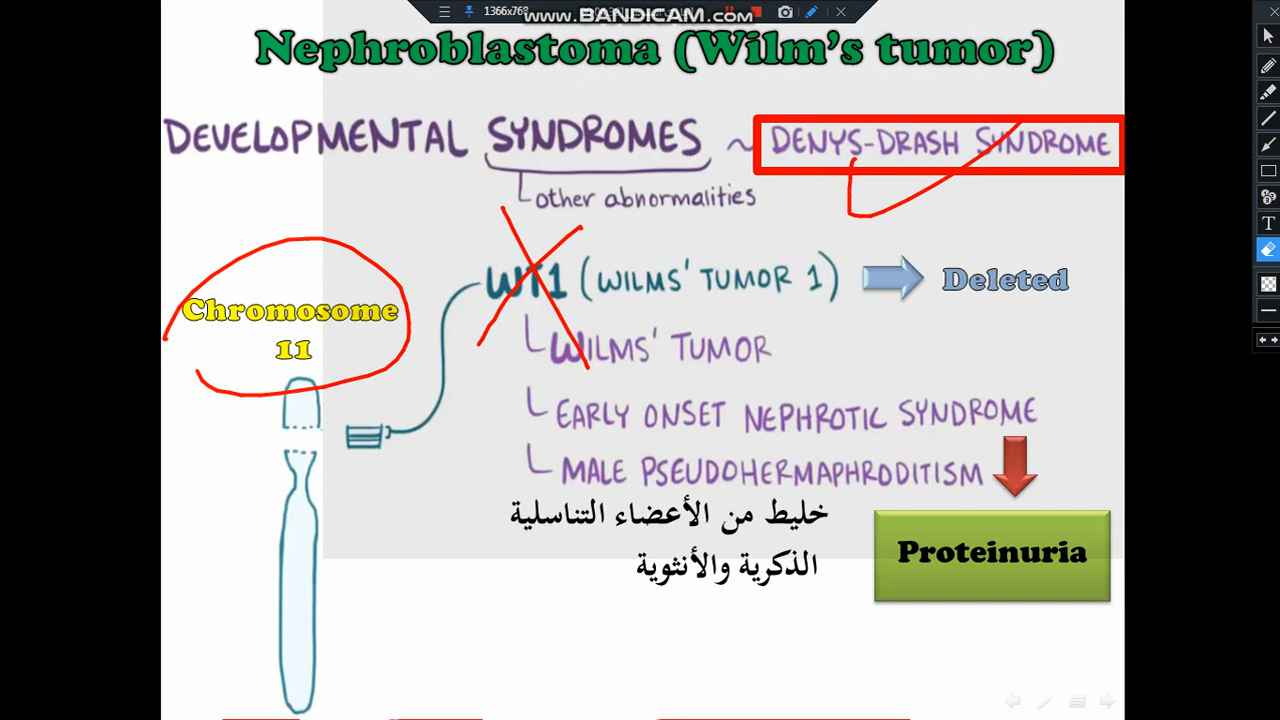 1366x768
www.BANDICAM.com
Nephroblastoma (Wilm's tumor)
DEVELOPMENTAL SYNDROMES ~ DENYS-DRASH SYNDROME
other abnormalities
WT1 (WILMS' TUMOR 1) Deleted
Chromosome
11
WILMS' TUMOR
EARLY ONSET NEPHROTIC SYNDROME
MALE PSEUDOHERMAPHRODITISM
خليط من الأعضاء التناسلية
الذكرية والأنثوية
Proteinuria